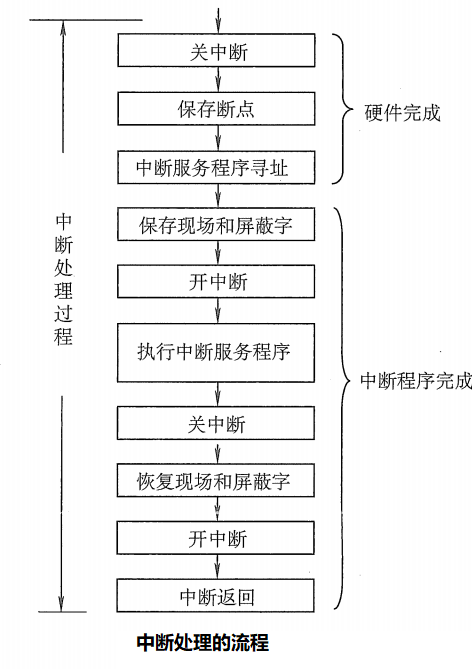 关中断
保存断点
硬件完成
中断服务程序寻址
保存现场和屏蔽字
中断处理过程
开中断
执行中断服务程序
中断程序完成
关中断
恢复现场和屏蔽字
开中断
中断返回
中断处理的流程